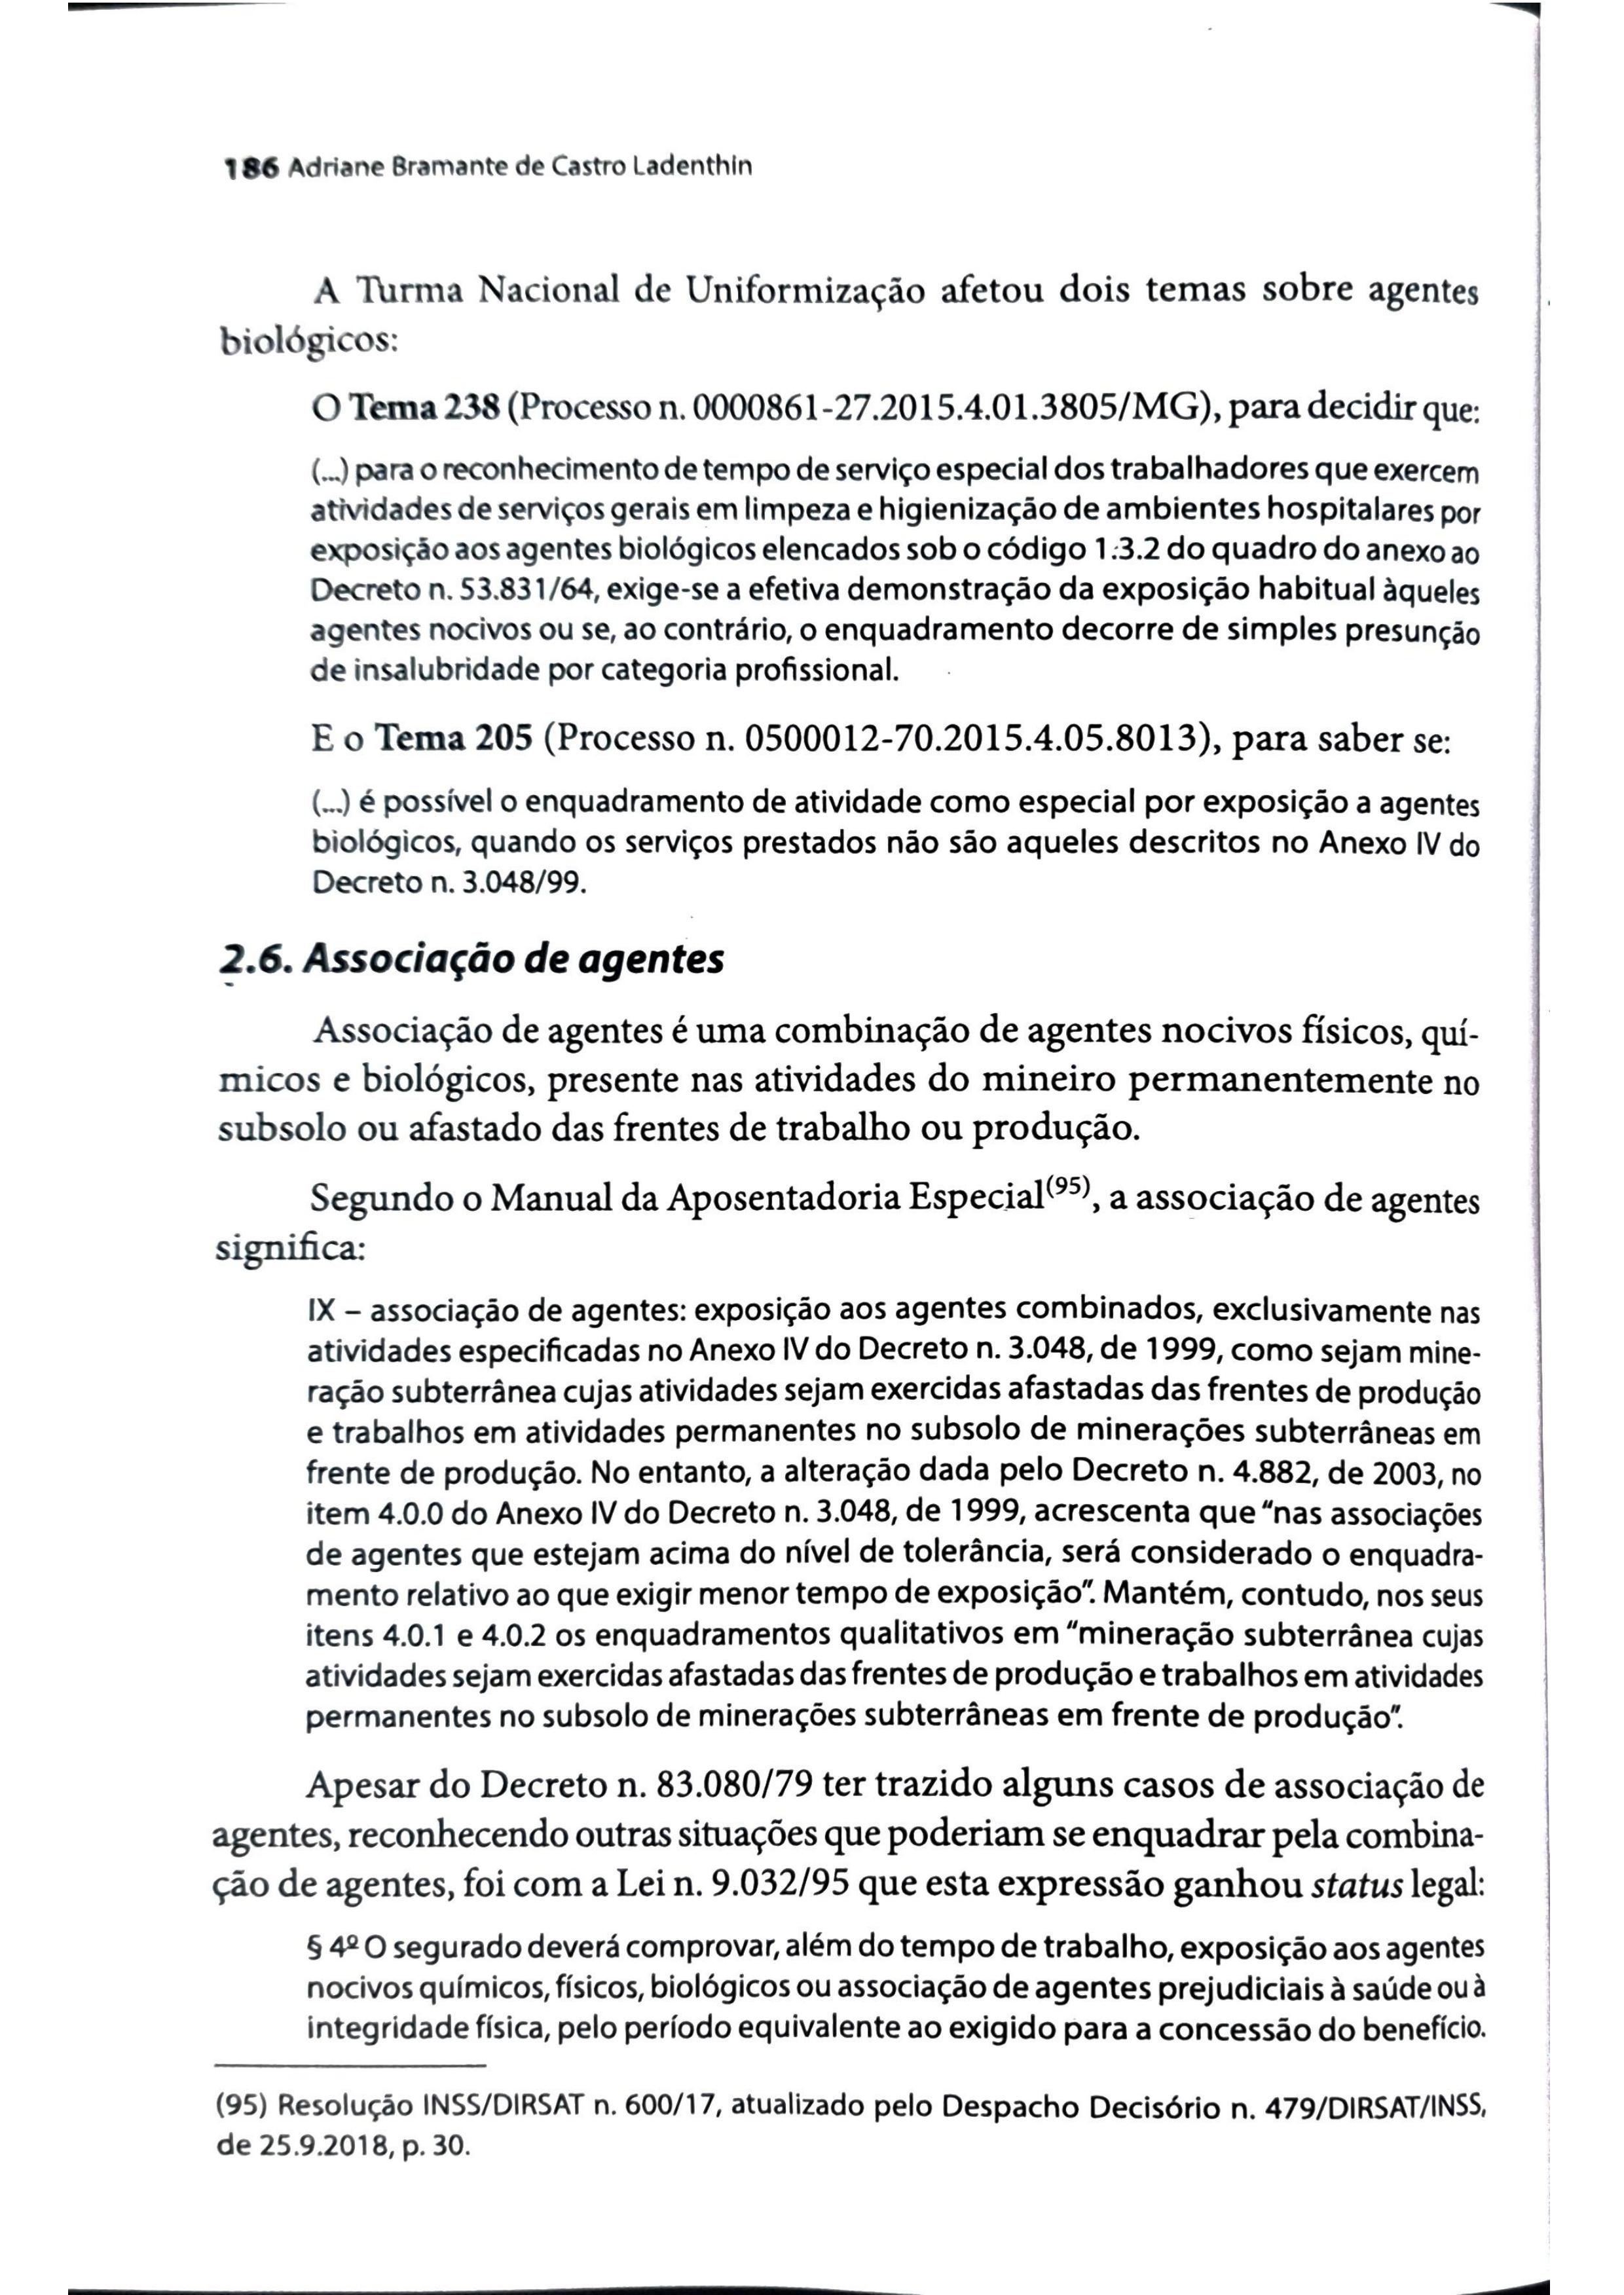 186 Adriane Bramante de Castro Ladenthin
A Turma Nacional de Uniformização afetou dois temas sobre agentes
biológicos:
O Tema 238 (Processo n. 0000861-27.2015.4.01.3805/MG), para decidir que:
(...) para o reconhecimento de tempo de serviço especial dos trabalhadores que exercem
atividades de serviços gerais em limpeza e higienização de ambientes hospitalares por
exposição aos agentes biológicos elencados sob o código 1.3.2 do quadro do anexo ao
Decreto n. 53.831/64, exige-se a efetiva demonstração da exposição habitual àqueles
agentes nocivos ou se, ao contrário, o enquadramento decorre de simples presunção
de insalubridade por categoria profissional.
E o Tema 205 (Processo n. 0500012-70.2015.4.05.8013), para saber se:
(...) é possível o enquadramento de atividade como especial por exposição a agentes
biológicos, quando os serviços prestados não são aqueles descritos no Anexo IV do
Decreto n. 3.048/99.
2.6. Associação de agentes
Associação de agentes é uma combinação de agentes nocivos físicos, quí-
micos e biológicos, presente nas atividades do mineiro permanentemente no
subsolo ou afastado das frentes de trabalho ou produção.
Segundo o Manual da Aposentadoria Especial(95), a associação de agentes
significa:
IX – associação de agentes: exposição aos agentes combinados, exclusivamente nas
atividades especificadas no Anexo IV do Decreto n. 3.048, de 1999, como sejam mine-
ração subterrânea cujas atividades sejam exercidas afastadas das frentes de produção
e trabalhos em atividades permanentes no subsolo de minerações subterrâneas em
frente de produção. No entanto, a alteração dada pelo Decreto n. 4.882, de 2003, no
item 4.0.0 do Anexo IV do Decreto n. 3.048, de 1999, acrescenta que "nas associações
de agentes que estejam acima do nível de tolerância, será considerado o enquadra-
mento relativo ao que exigir menor tempo de exposição". Mantém, contudo, nos seus
itens 4.0.1 e 4.0.2 os enquadramentos qualitativos em "mineração subterrânea cujas
atividades sejam exercidas afastadas das frentes de produção e trabalhos em atividades
permanentes no subsolo de minerações subterrâneas em frente de produção".
Apesar do Decreto n. 83.080/79 ter trazido alguns casos de associação de
agentes, reconhecendo outras situações que poderiam se enquadrar pela combina-
ção de agentes, foi com a Lei n. 9.032/95 que esta expressão ganhou status legal:
§ 4º O segurado deverá comprovar, além do tempo de trabalho, exposição aos agentes
nocivos químicos, físicos, biológicos ou associação de agentes prejudiciais à saúde ou à
integridade física, pelo período equivalente ao exigido para a concessão do benefício.
(95) Resolução INSS/DIRSAT n. 600/17, atualizado pelo Despacho Decisório n. 479/DIRSAT/INSS,
de 25.9.2018, p. 30.